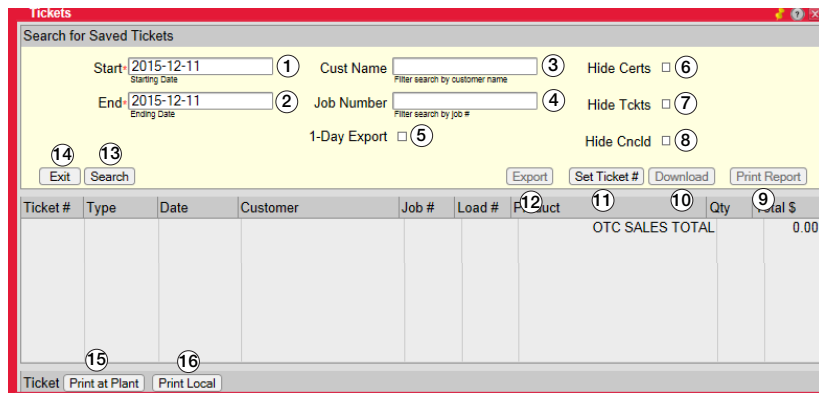 Tickets
Search for Saved Tickets
Start* 2015-12-11 1 Cust Name 3 Hide Certs 6
Starting Date Filter search by customer name
End* 2015-12-11 2 Job Number 4 Hide Tckts 7
Ending Date Filter search by job #
1-Day Export 5 Hide Cncld 8
14 13
Exit Search Export Set Ticket # Download Print Report
12 11 10 9
Ticket # Type Date Customer Job # Load # Qty
OTC SALES TOTAL 0.00
15 16
Ticket Print at Plant Print Local